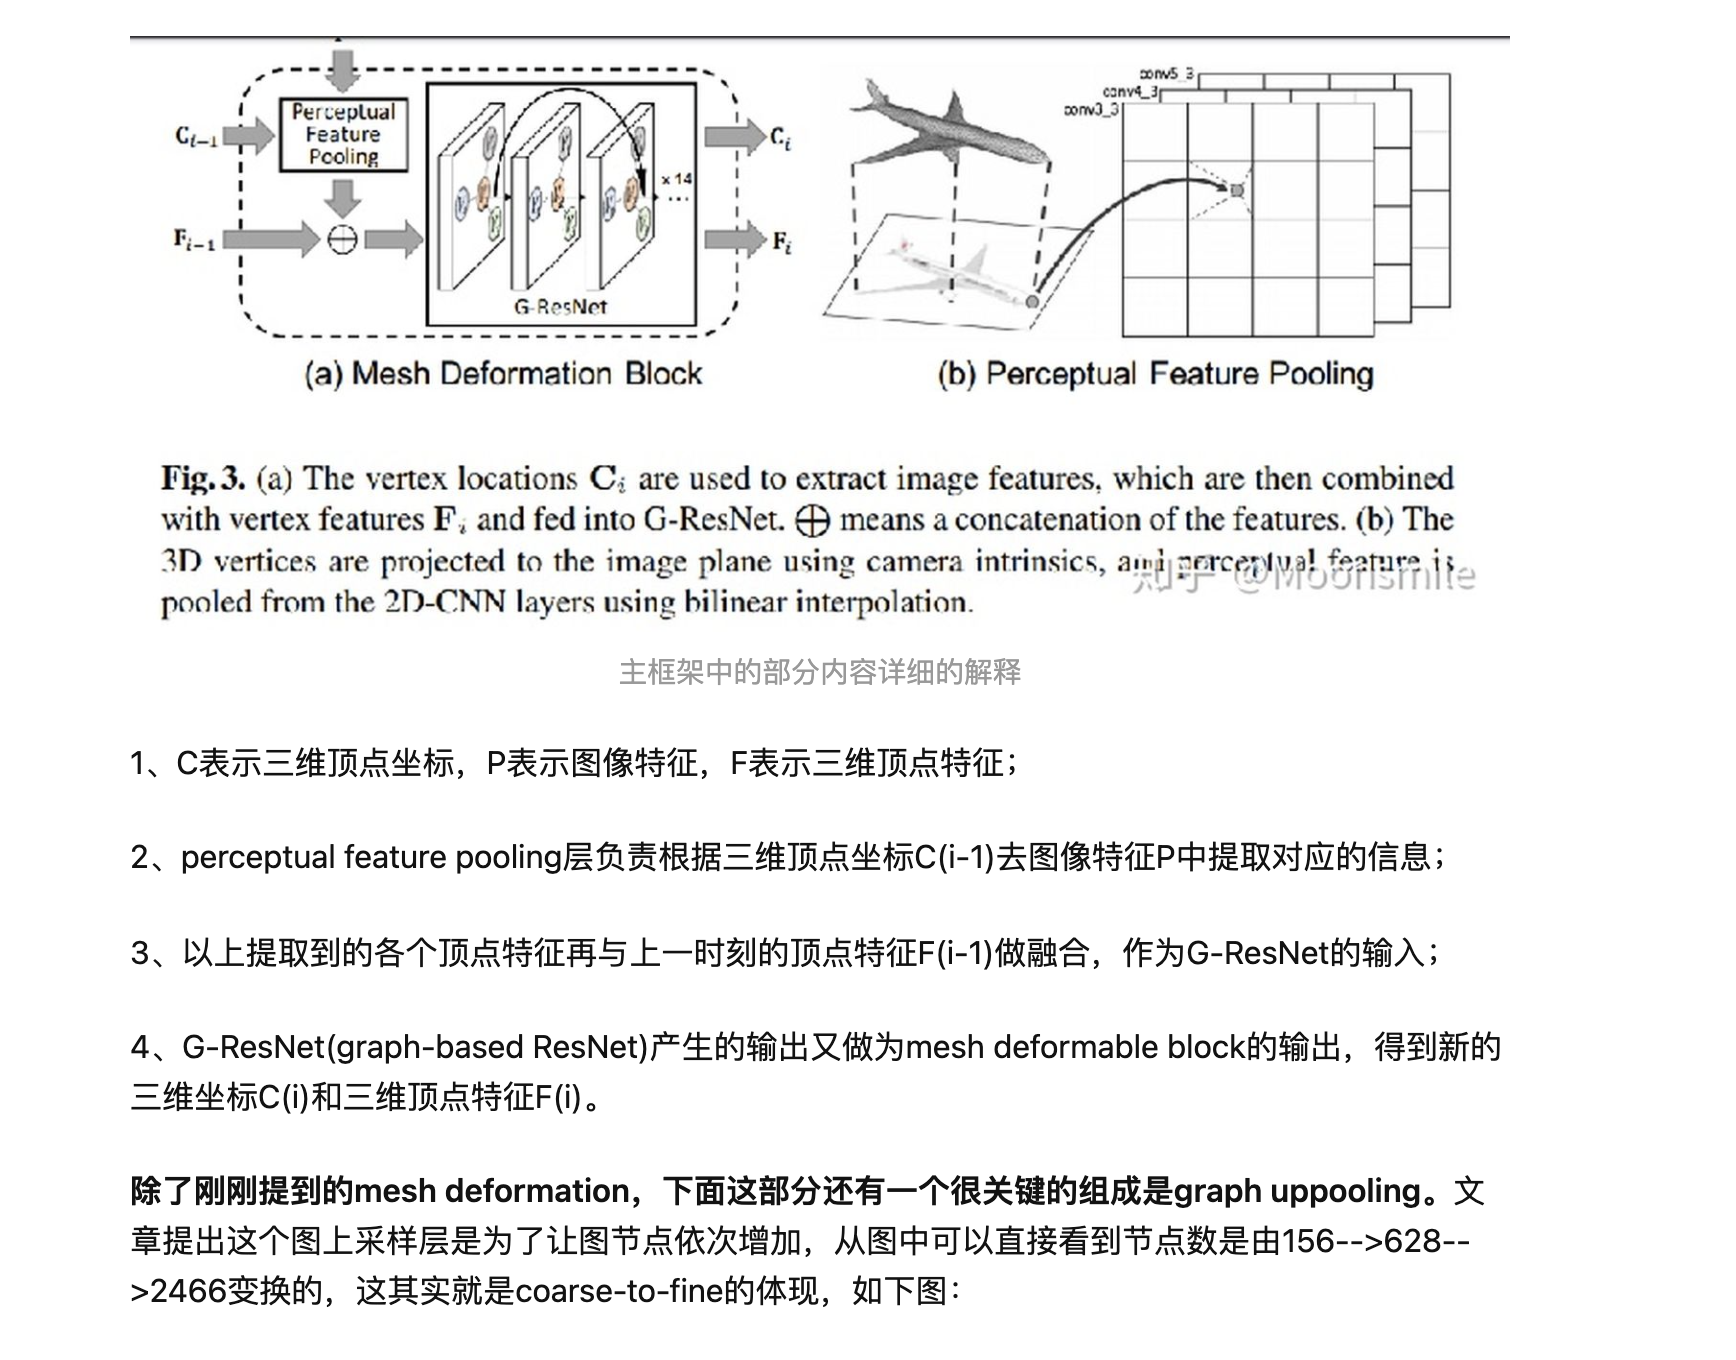 conv5_3
conv4_3
conv3_3
Perceptual
Feature
Pooling
C_{i-1}
C_i
x 14
...
F_{i-1}
F_i
G-ResNet
(a) Mesh Deformation Block
(b) Perceptual Feature Pooling
Fig. 3. (a) The vertex locations C_i are used to extract image features, which are then combined
with vertex features F_i and fed into G-ResNet. ⊕ means a concatenation of the features. (b) The
3D vertices are projected to the image plane using camera intrinsics, and perceptual feature is
pooled from the 2D-CNN layers using bilinear interpolation.
知乎 @Moonsmile
主框架中的部分内容详细的解释
1、C表示三维顶点坐标，P表示图像特征，F表示三维顶点特征；
2、perceptual feature pooling层负责根据三维顶点坐标C(i-1)去图像特征P中提取对应的信息；
3、以上提取到的各个顶点特征再与上一时刻的顶点特征F(i-1)做融合，作为G-ResNet的输入；
4、G-ResNet(graph-based ResNet)产生的输出又做为mesh deformable block的输出，得到新的
三维坐标C(i)和三维顶点特征F(i)。
除了刚刚提到的mesh deformation，下面这部分还有一个很关键的组成是graph uppooling。文
章提出这个图上采样层是为了让图节点依次增加，从图中可以直接看到节点数是由156-->628--
>2466变换的，这其实就是coarse-to-fine的体现，如下图：